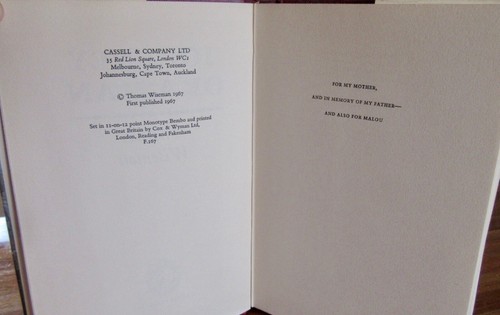 CASSELL & COMPANY LTD
35 Red Lion Square, London WC1
Melbourne, Sydney, Toronto
Johannesburg, Cape Town, Auckland
© Thomas Wiseman 1967
First published 1967
Set in 11-on-12 point Monotype Bembo and printed
in Great Britain by Cox & Wyman Ltd,
London, Reading and Fakenham
F.167
FOR MY MOTHER,
AND IN MEMORY OF MY FATHER—
AND ALSO FOR MALOU